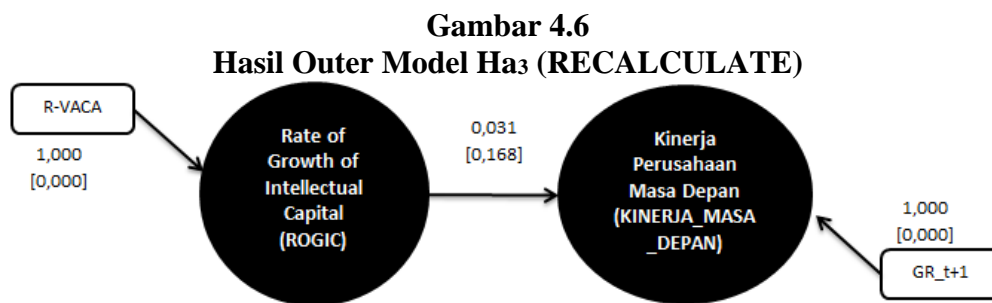 Gambar 4.6
Hasil Outer Model Ha3 (RECALCULATE)
R-VACA
1,000
[0,000]
Rate of
Growth of
Intellectual
Capital
(ROGIC)
0,031
[0,168]
Kinerja
Perusahaan
Masa Depan
(KINERJA_MASA
_DEPAN)
1,000
[0,000]
GR_t+1